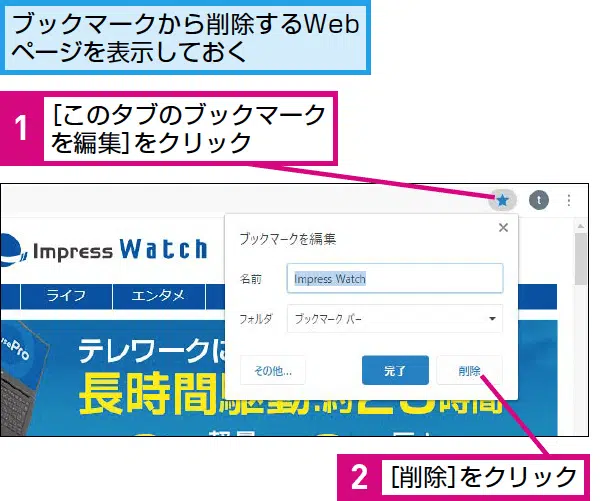 ブックマークから削除するWeb
ページを表示しておく
1
[このタブのブックマーク
を編集]をクリック
t
Impress Watch
ブックマークを編集
名前
Impress Watch
フォルダ
ブックマーク バー
その他...
完了
削除
ライフ
エンタメ
usePro
テレワークに
長時間駆動:約
時間
2
[削除]をクリック